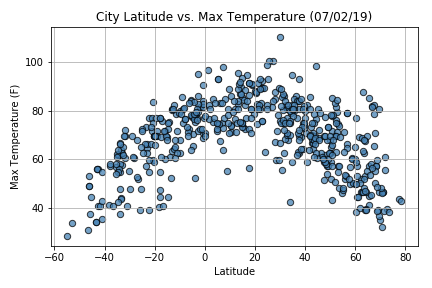 City Latitude vs. Max Temperature (07/02/19)
Max Temperature (F)
100
80
60
40
−60 −40 −20 0 20 40 60 80
Latitude